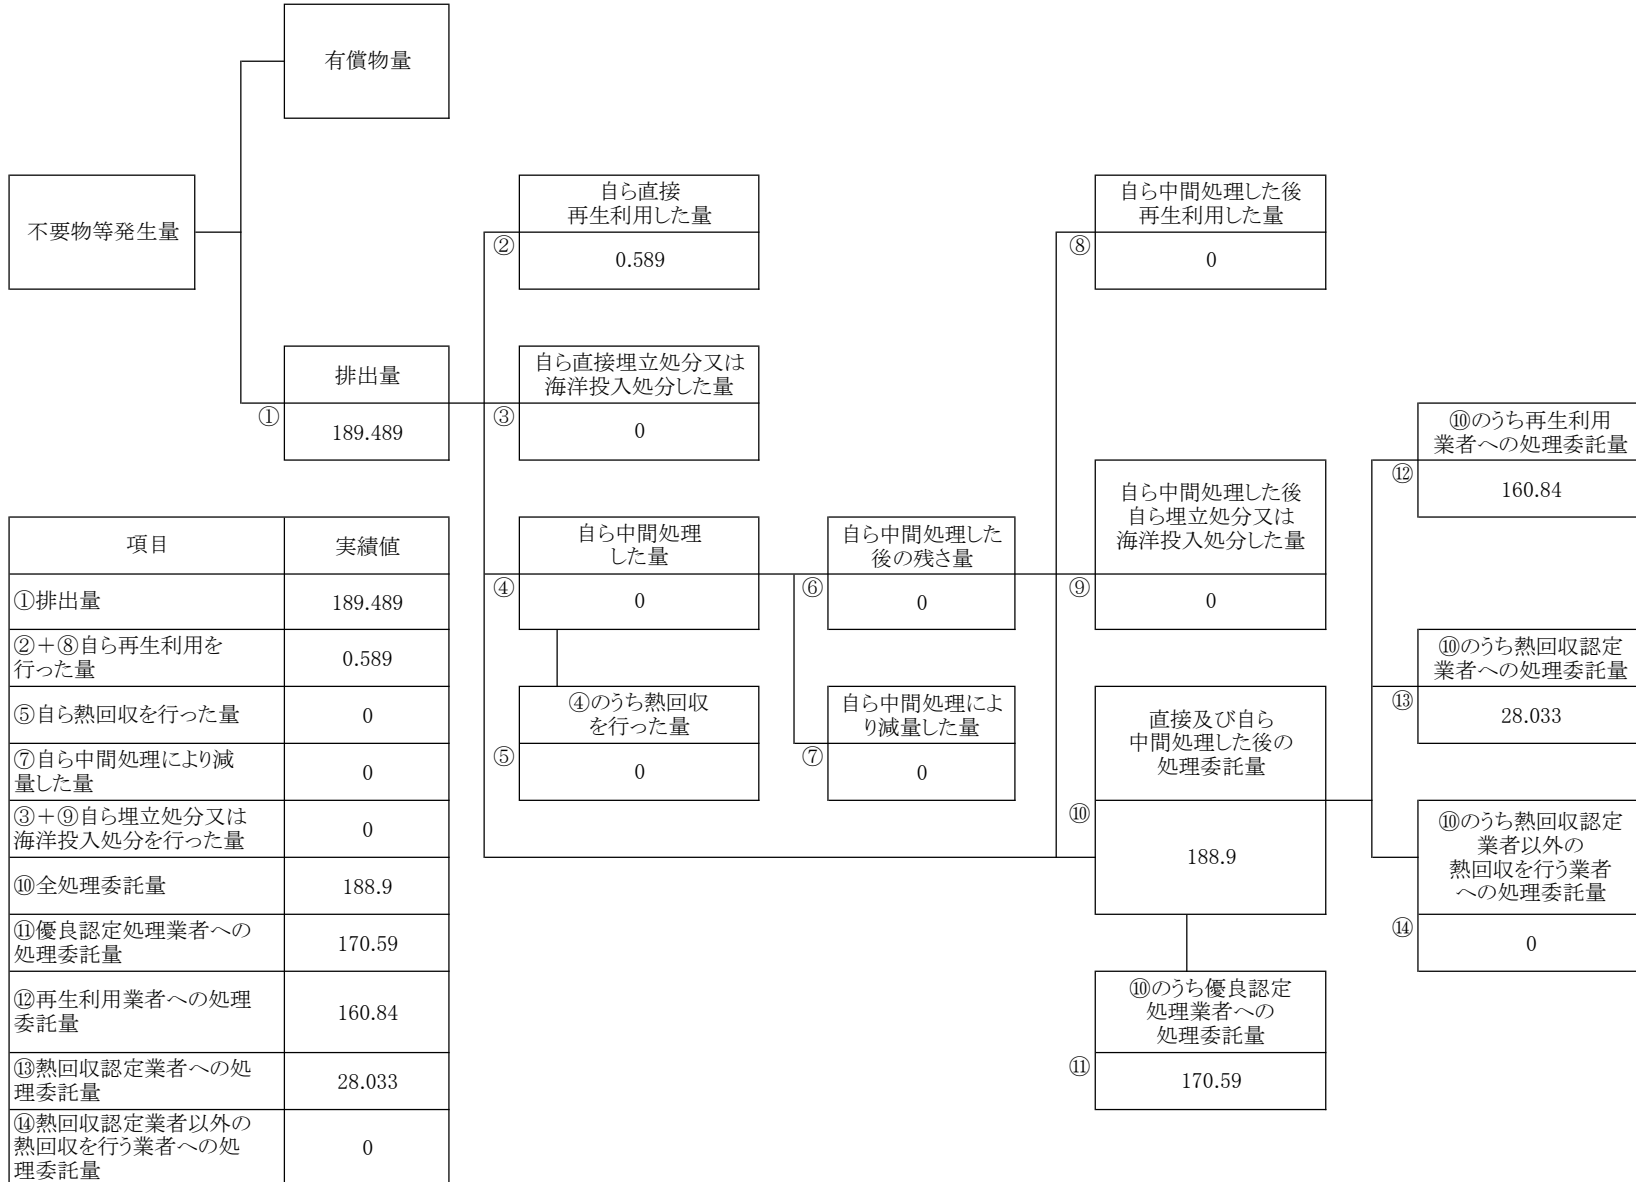 有償物量
不要物等発生量
自ら直接
再生利用した量
②
0.589
自ら中間処理した後
再生利用した量
⑧
0
排出量
①
189.489
自ら直接埋立処分又は
海洋投入処分した量
③
0
⑩のうち再生利用
業者への処理委託量
⑫
160.84
自ら中間処理
した量
④
0
自ら中間処理した
後の残さ量
⑥
0
自ら中間処理した後
自ら埋立処分又は
海洋投入処分した量
⑨
0
⑩のうち熱回収認定
業者への処理委託量
⑬
28.033
④のうち熱回収
を行った量
⑤
0
自ら中間処理によ
り減量した量
⑦
0
直接及び自ら
中間処理した後の
処理委託量
⑩
188.9
⑩のうち熱回収認定
業者以外の
熱回収を行う業者
への処理委託量
⑭
0
⑩のうち優良認定
処理業者への
処理委託量
⑪
170.59
項目
実績値
①排出量
189.489
②＋⑧自ら再生利用を
行った量
0.589
⑤自ら熱回収を行った量
0
⑦自ら中間処理により減
量した量
0
③＋⑨自ら埋立処分又は
海洋投入処分を行った量
0
⑩全処理委託量
188.9
⑪優良認定処理業者への
処理委託量
170.59
⑫再生利用業者への処理
委託量
160.84
⑬熱回収認定業者への処
理委託量
28.033
⑭熱回収認定業者以外の
熱回収を行う業者への処
理委託量
0